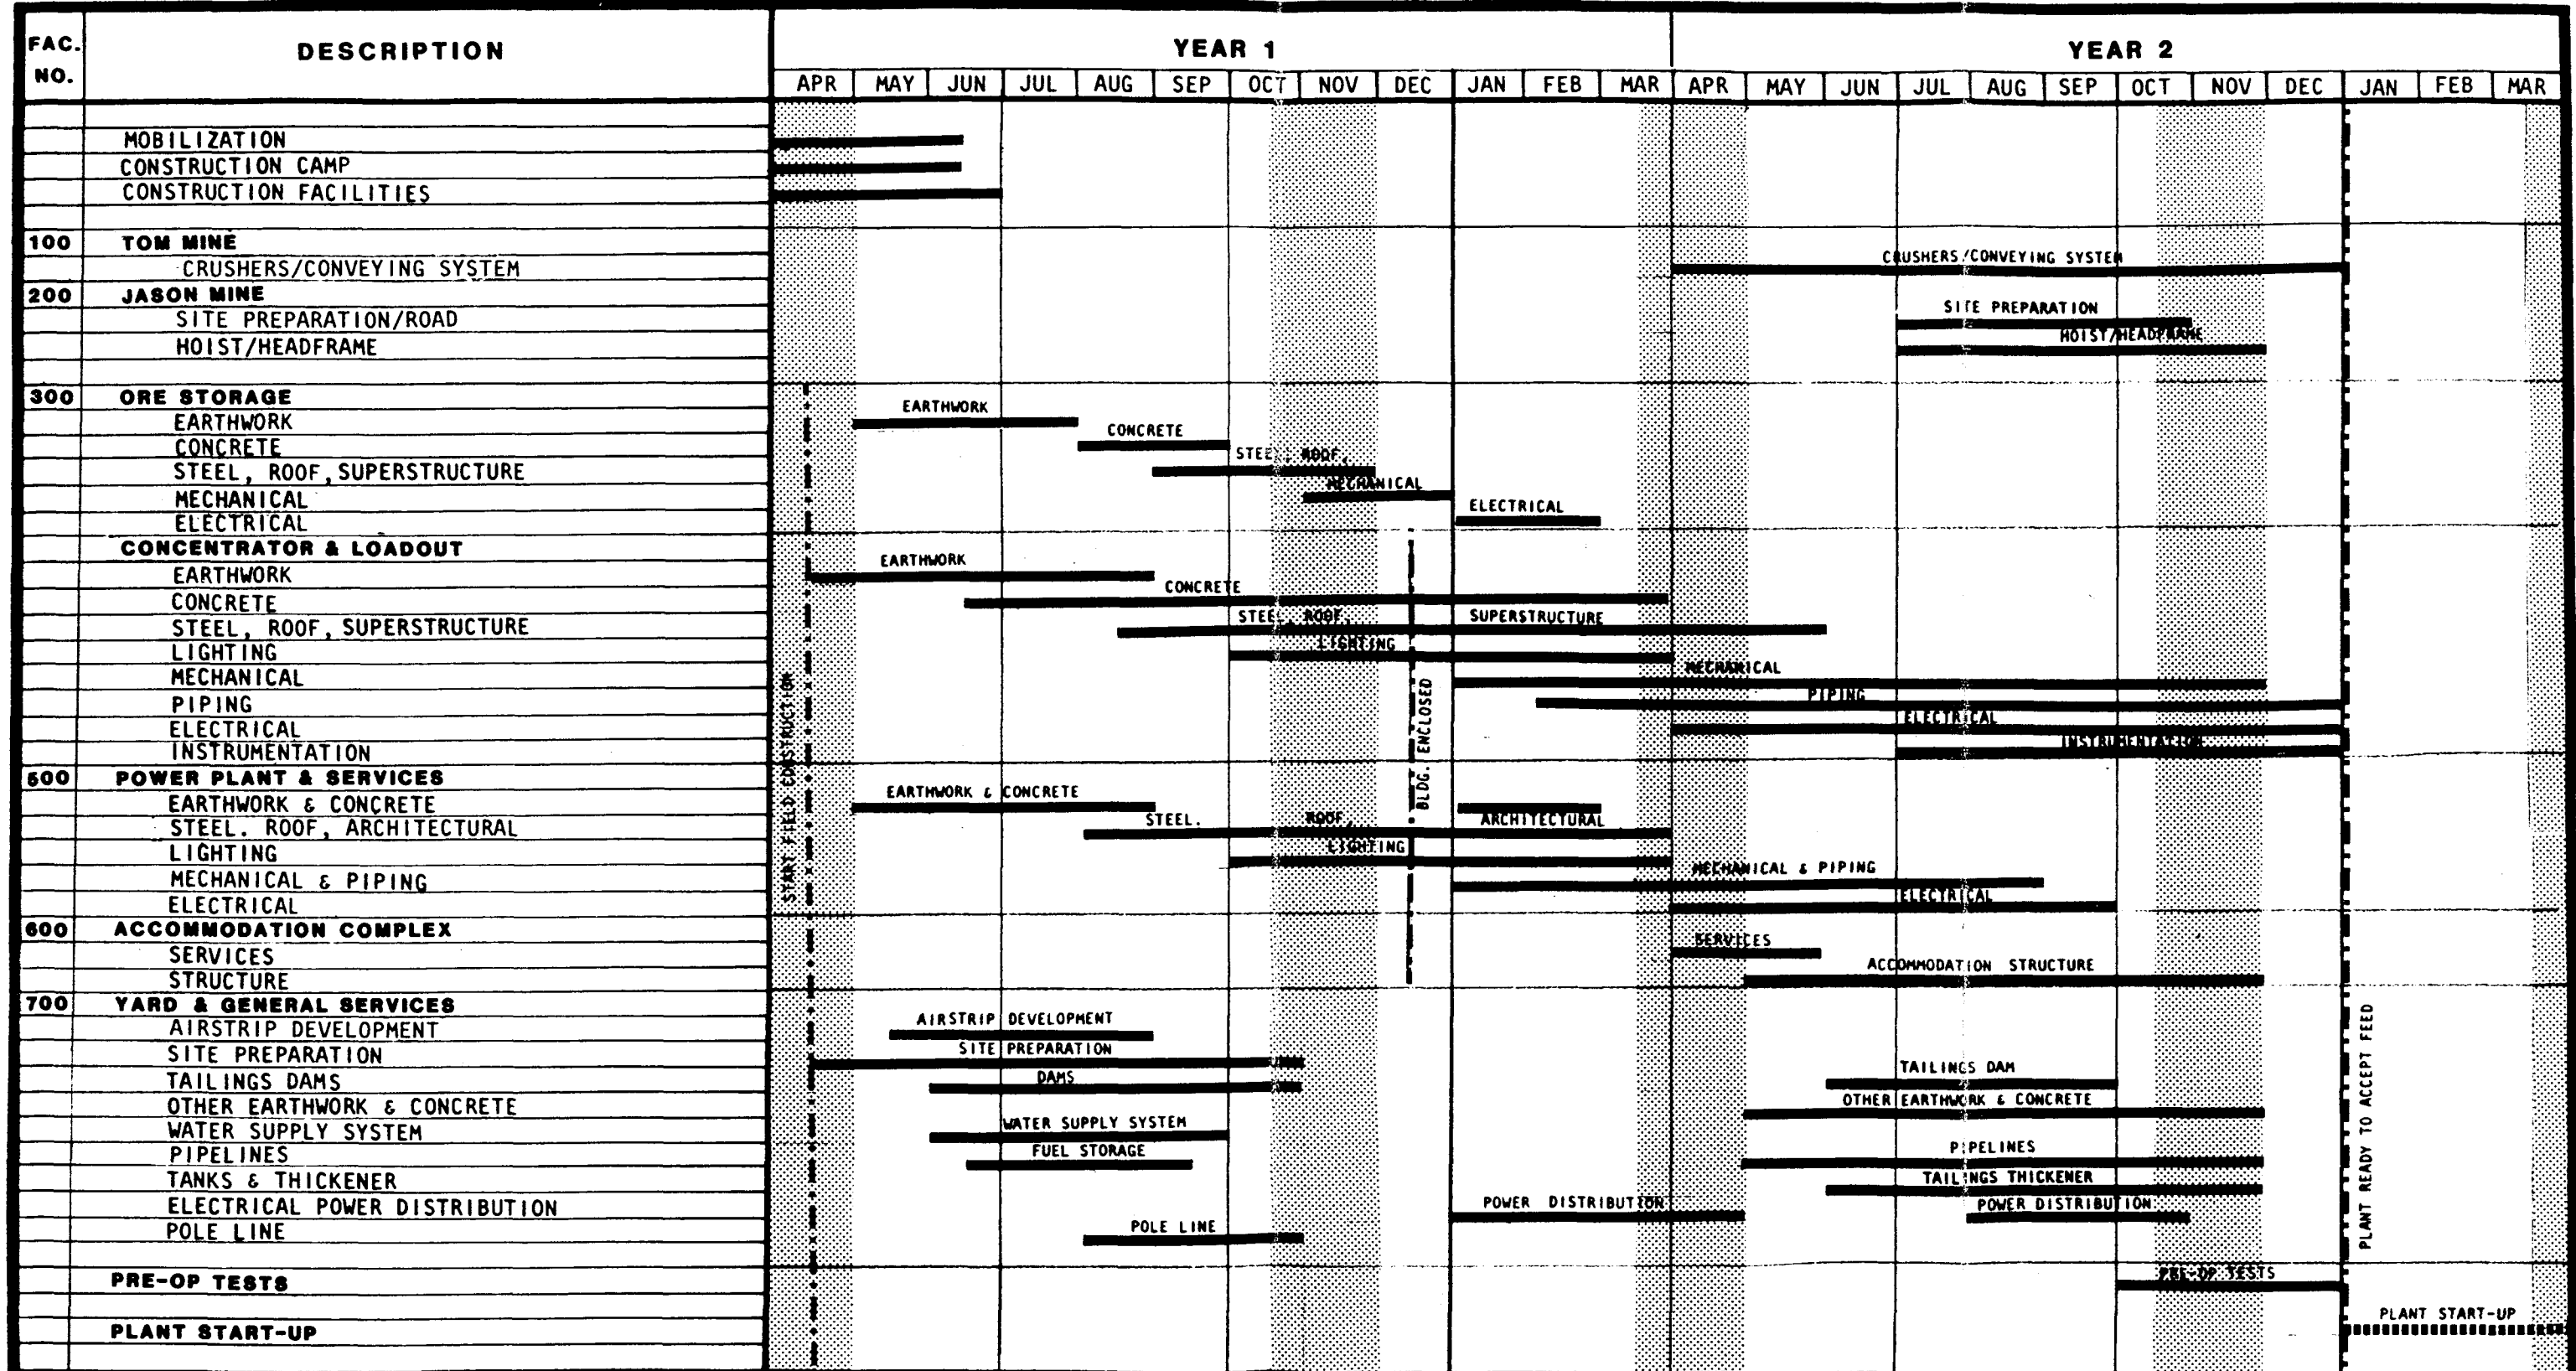 FAC. NO.
DESCRIPTION
YEAR 1
YEAR 2
APR MAY JUN JUL AUG SEP OCT NOV DEC JAN FEB MAR APR MAY JUN JUL AUG SEP OCT NOV DEC JAN FEB MAR
MOBILIZATION
CONSTRUCTION CAMP
CONSTRUCTION FACILITIES
100 TOM MINE
CRUSHERS/CONVEYING SYSTEM
CRUSHERS/CONVEYING SYSTEM
200 JASON MINE
SITE PREPARATION/ROAD
SITE PREPARATION
HOIST/HEADFRAME
HOIST/HEADFRAME
300 ORE STORAGE
EARTHWORK
EARTHWORK
CONCRETE
CONCRETE
STEEL, ROOF,SUPERSTRUCTURE
STEEL, ROOF,
MECHANICAL
MECHANICAL
ELECTRICAL
ELECTRICAL
CONCENTRATOR & LOADOUT
EARTHWORK
EARTHWORK
CONCRETE
CONCRETE
STEEL, ROOF, SUPERSTRUCTURE
STEEL, ROOF, SUPERSTRUCTURE
LIGHTING
LIGHTING
MECHANICAL
MECHANICAL
PIPING
PIPING
ELECTRICAL
ELECTRICAL
INSTRUMENTATION
INSTRUMENTATION
500 POWER PLANT & SERVICES
EARTHWORK & CONCRETE
EARTHWORK & CONCRETE
STEEL. ROOF, ARCHITECTURAL
STEEL. ROOF, ARCHITECTURAL
LIGHTING
LIGHTING
MECHANICAL & PIPING
MECHANICAL & PIPING
ELECTRICAL
ELECTRICAL
600 ACCOMMODATION COMPLEX
SERVICES
SERVICES
STRUCTURE
ACCOMMODATION STRUCTURE
700 YARD & GENERAL SERVICES
AIRSTRIP DEVELOPMENT
AIRSTRIP DEVELOPMENT
SITE PREPARATION
SITE PREPARATION
TAILINGS DAMS
DAMS
TAILINGS DAM
OTHER EARTHWORK & CONCRETE
OTHER EARTHWORK & CONCRETE
WATER SUPPLY SYSTEM
WATER SUPPLY SYSTEM
PIPELINES
FUEL STORAGE
PIPELINES
TANKS & THICKENER
TAILINGS THICKENER
ELECTRICAL POWER DISTRIBUTION
POWER DISTRIBUTION
POWER DISTRIBUTION
POLE LINE
POLE LINE
PRE-OP TESTS
PRE-OP TESTS
PLANT START-UP
PLANT START-UP
START FIELD CONSTRUCTION
BLDG. ENCLOSED
PLANT READY TO ACCEPT FEED